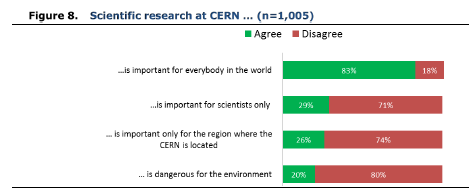 Figure 8. Scientific research at CERN ... (n=1,005)
Agree Disagree
...is important for everybody in the world 83% 18%
...is important for scientists only 29% 71%
... is important only for the region where the
CERN is located 26% 74%
... is dangerous for the environment 20% 80%